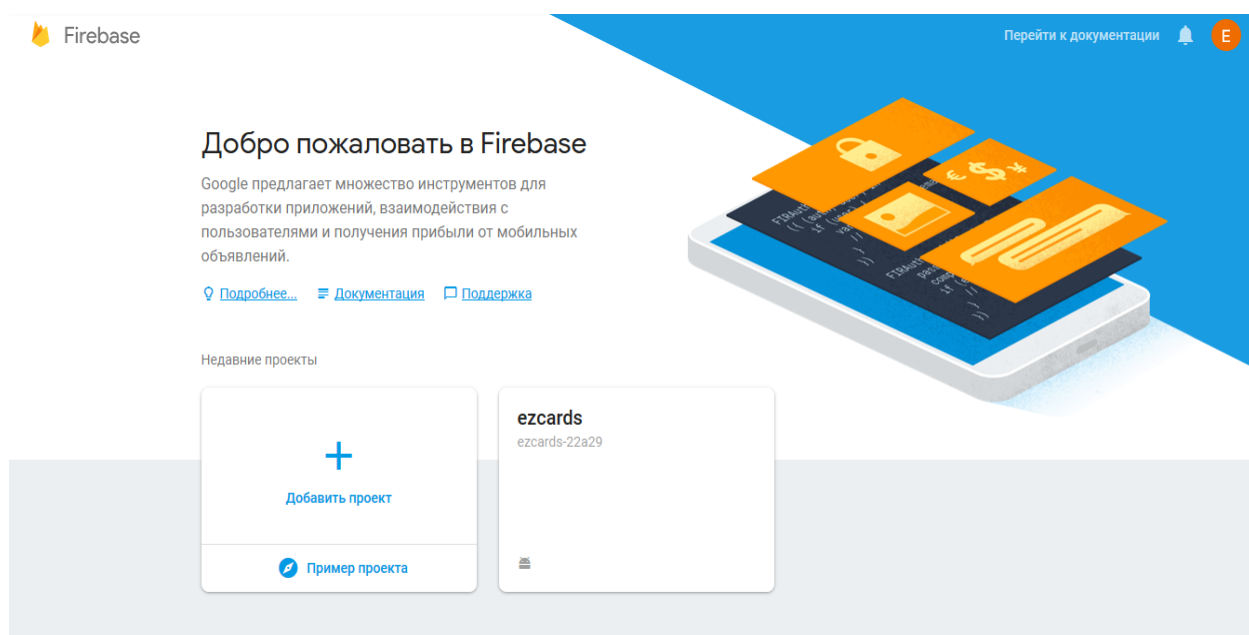 Firebase
Перейти к документации
E
Добро пожаловать в Firebase
Google предлагает множество инструментов для
разработки приложений, взаимодействия с
пользователями и получения прибыли от мобильных
объявлений.
Подробнее... Документация Поддержка
Недавние проекты
Добавить проект
Пример проекта
ezcards
ezcards-22a29